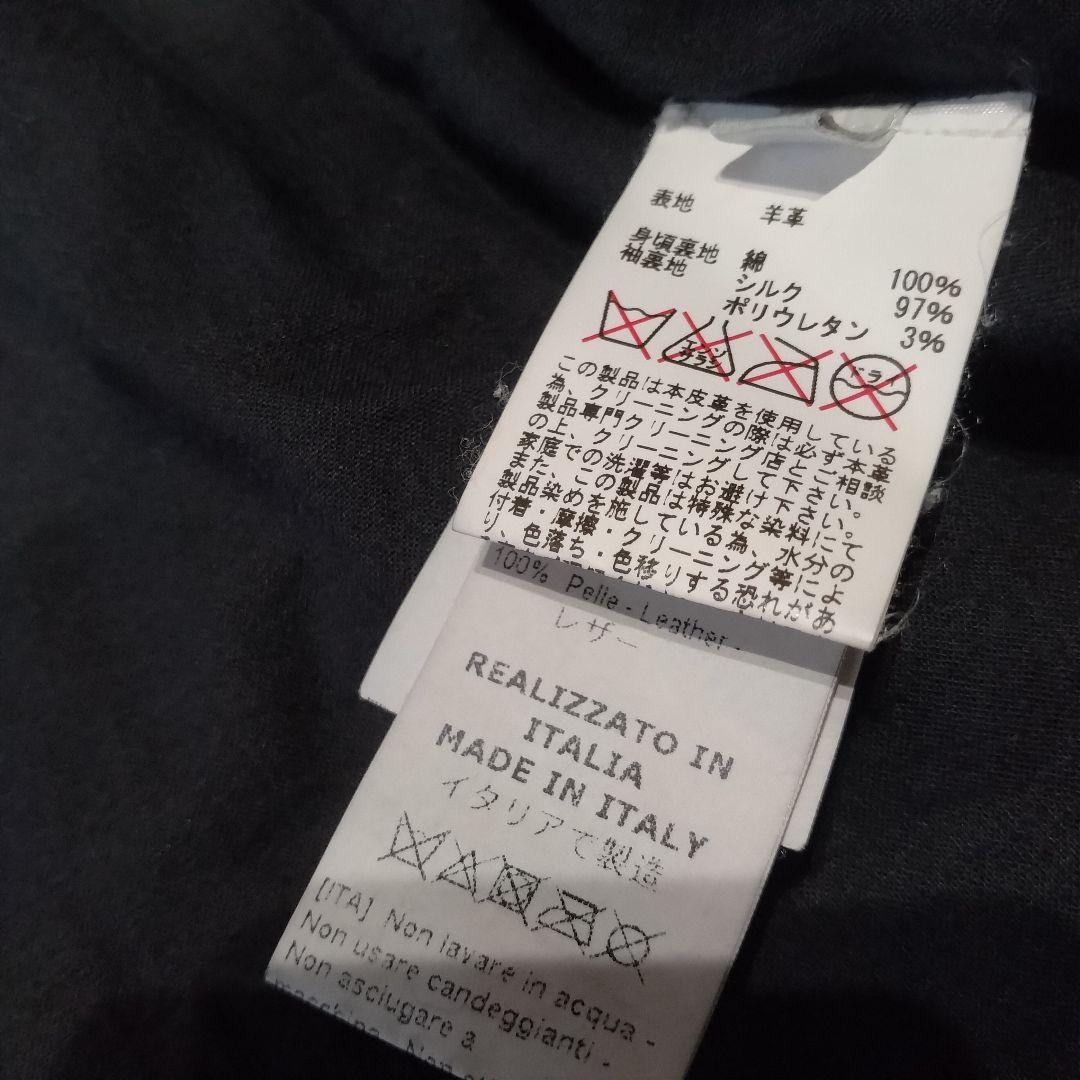 表地 羊革
身頃裏地 綿 100%
袖裏地 シルク 97%
ポリウレタン 3%
エンソ
サラシ
ドライ
この製品は本皮革を使用している
為、クリーニングの際は必ず本革
製品専門クリーニング店とご相談
の上、クリーニングして下さい。
家庭での洗濯等はお避け下さい。
また、この製品は特殊な染料にて
製品染めを施している為、水分の
付着・摩擦・クリーニング等によ
り、色落ち・色移りする恐れがあ
100% Pelle - Leather -
レザー
REALIZZATO IN
ITALIA
MADE IN ITALY
イタリアで製造
[ITA] Non lavare in acqua -
Non usare candeggianti -
Non asciugare a